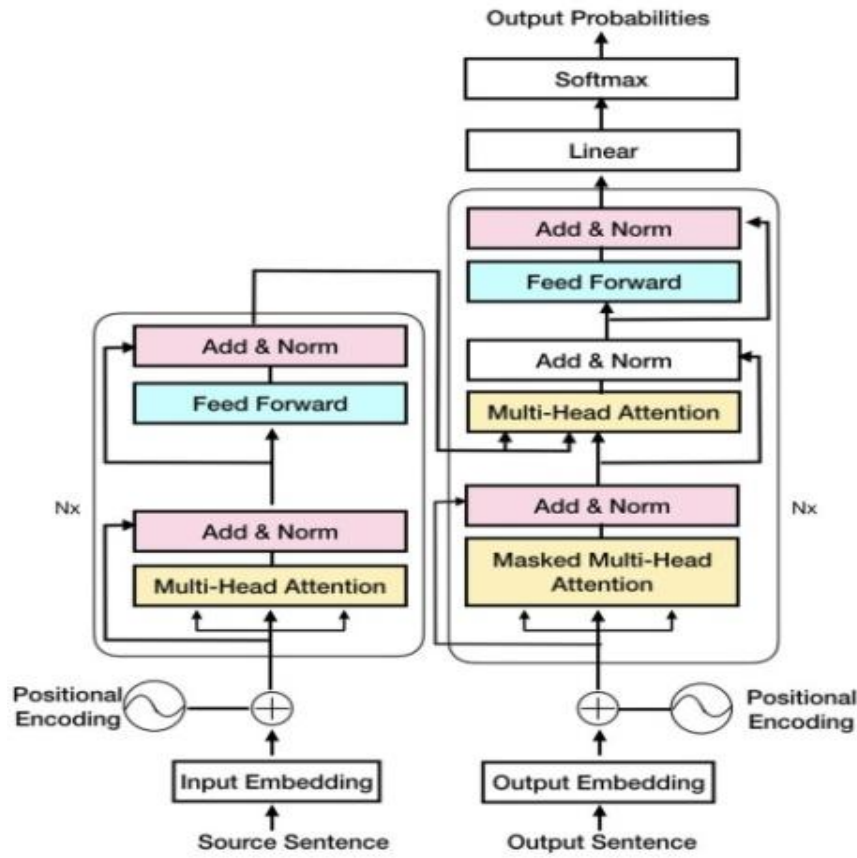 Output Probabilities
Softmax
Linear
Add & Norm
Feed Forward
Add & Norm
Multi-Head Attention
Add & Norm
Masked Multi-Head
Attention
Nx
Positional
Encoding
Output Embedding
Output Sentence
Add & Norm
Feed Forward
Add & Norm
Multi-Head Attention
Nx
Positional
Encoding
Input Embedding
Source Sentence